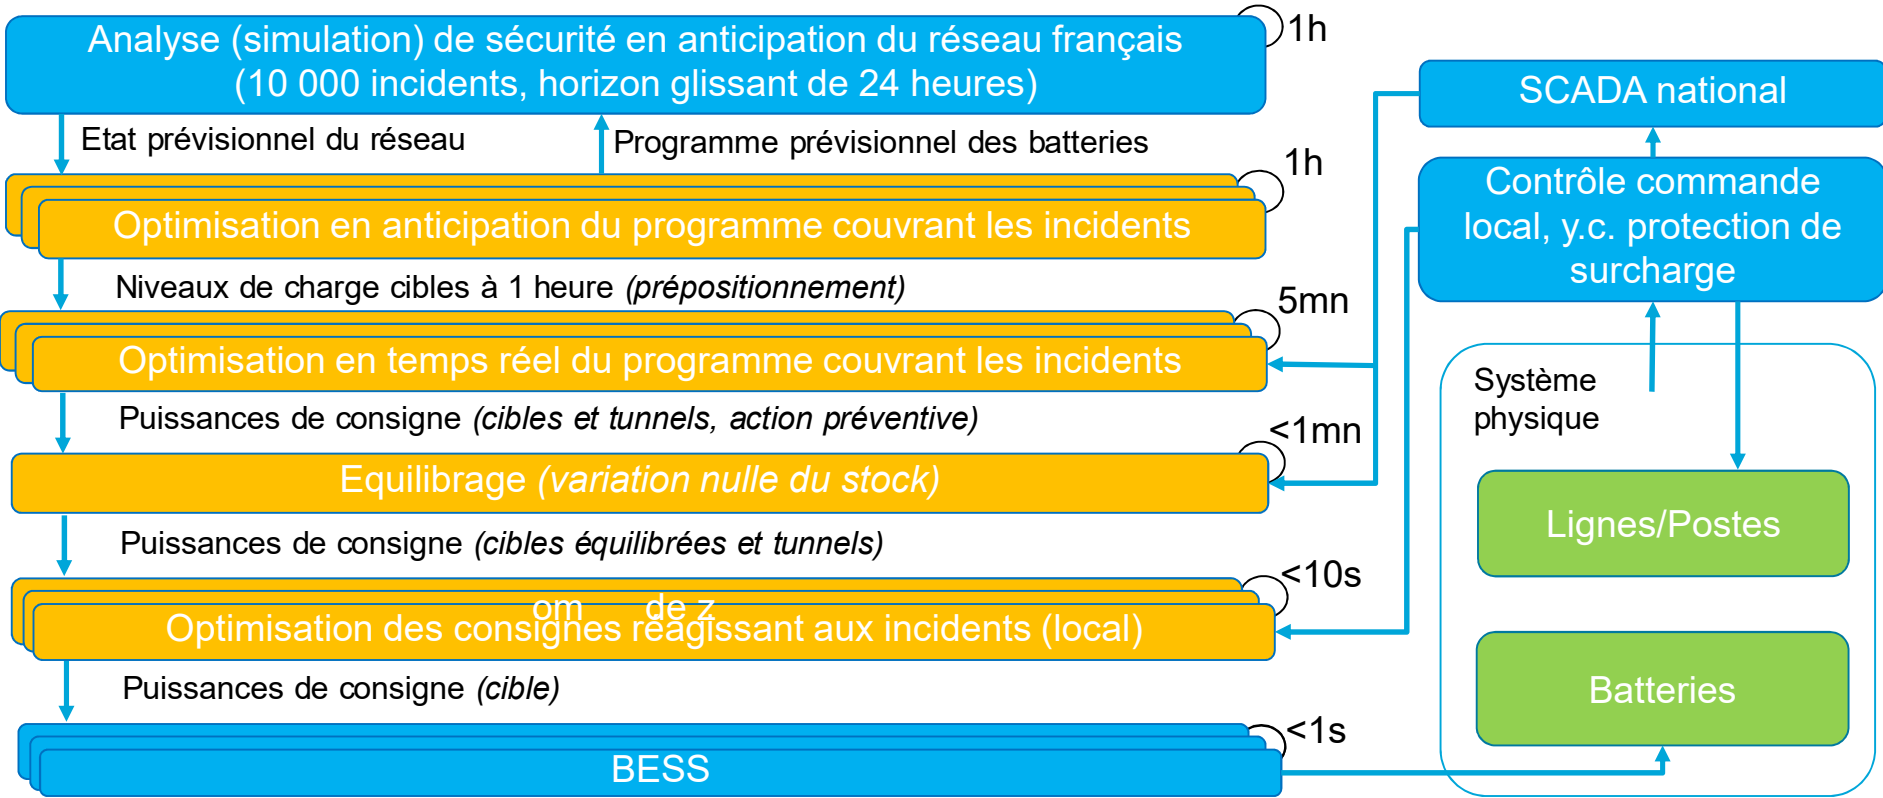 Analyse (simulation) de sécurité en anticipation du réseau français
(10 000 incidents, horizon glissant de 24 heures)
1h
Etat prévisionnel du réseau
Programme prévisionnel des batteries
1h
Optimisation en anticipation du programme couvrant les incidents
Niveaux de charge cibles à 1 heure (prépositionnement)
5mn
Optimisation en temps réel du programme couvrant les incidents
Puissances de consigne (cibles et tunnels, action préventive)
<1mn
Equilibrage (variation nulle du stock)
Puissances de consigne (cibles équilibrées et tunnels)
<10s
om de z
Optimisation des consignes réagissant aux incidents (local)
Puissances de consigne (cible)
<1s
BESS
SCADA national
Contrôle commande
local, y.c. protection de
surcharge
Système
physique
Lignes/Postes
Batteries